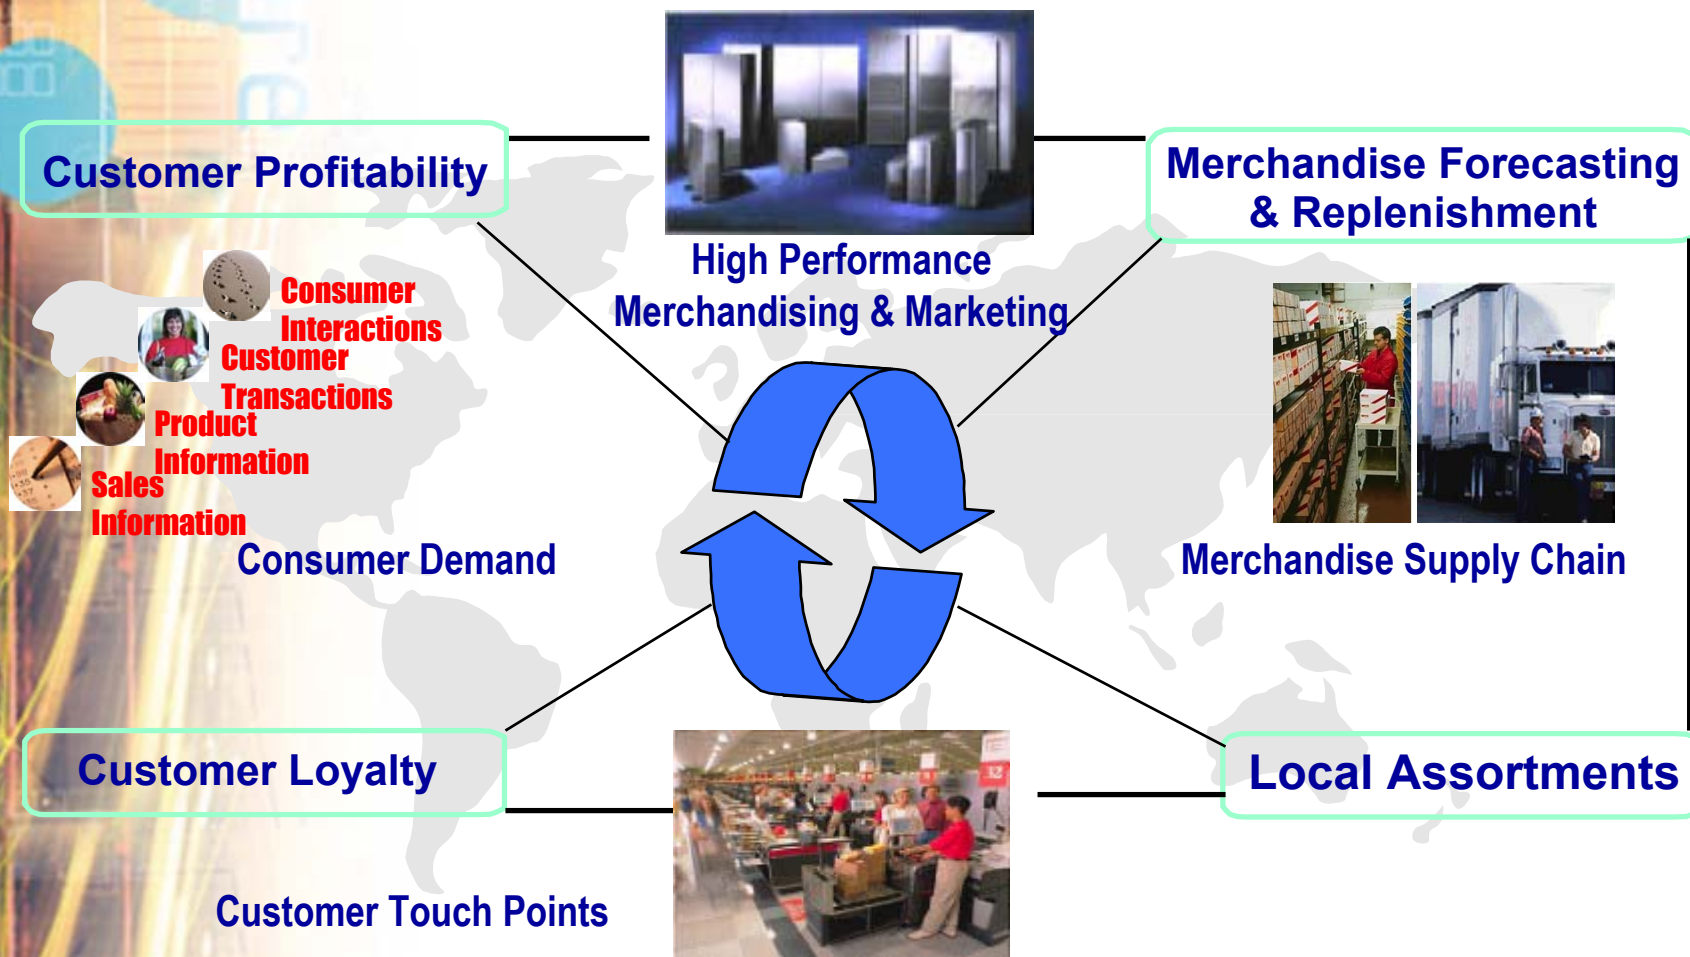 Customer Profitability
Merchandise Forecasting
& Replenishment
High Performance
Merchandising & Marketing
Consumer
Interactions
Customer
Transactions
Product
Information
Sales
Information
Consumer Demand
Merchandise Supply Chain
Customer Loyalty
Local Assortments
Customer Touch Points